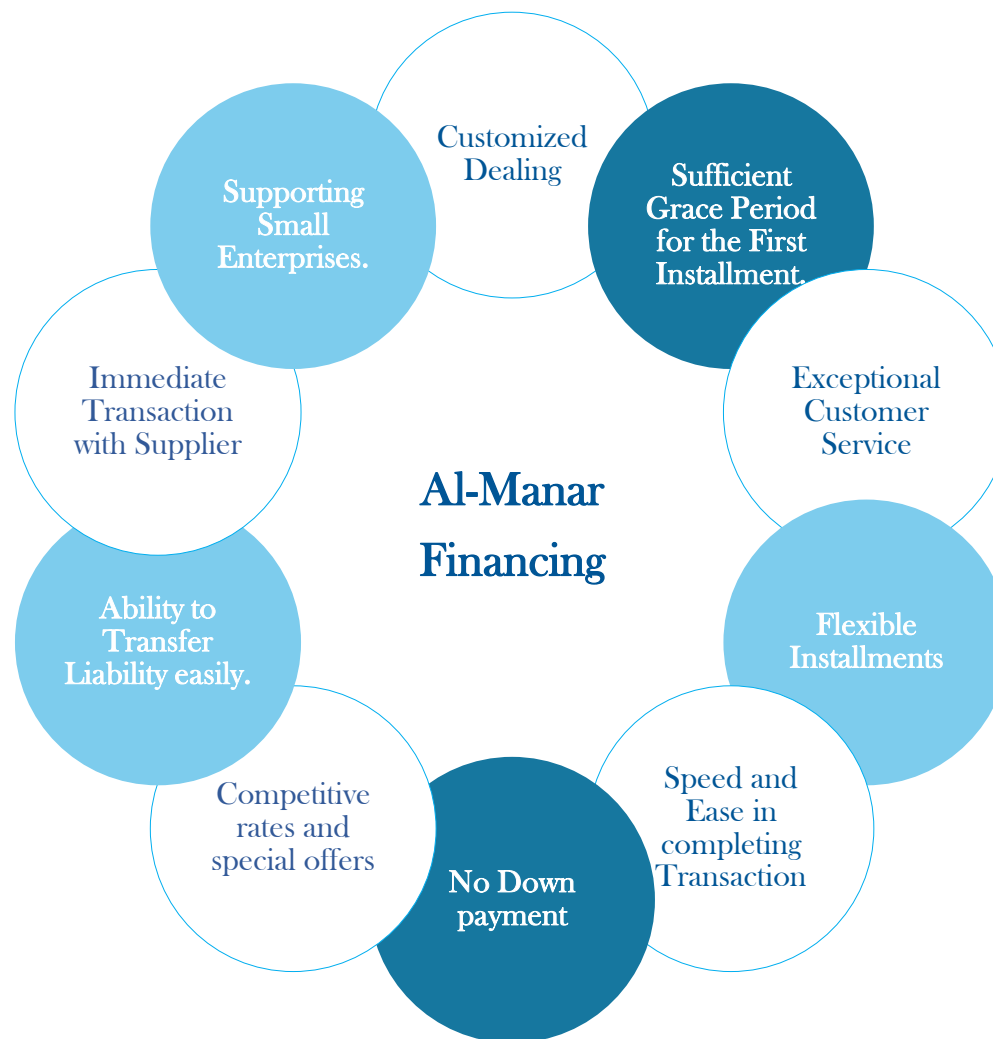 Customized
Dealing
Sufficient
Grace Period
for the First
Installment.
Exceptional
Customer
Service
Flexible
Installments
Speed and
Ease in
completing
Transaction
No Down
payment
Competitive
rates and
special offers
Ability to
Transfer
Liability easily.
Immediate
Transaction
with Supplier
Supporting
Small
Enterprises.
Al-Manar
Financing